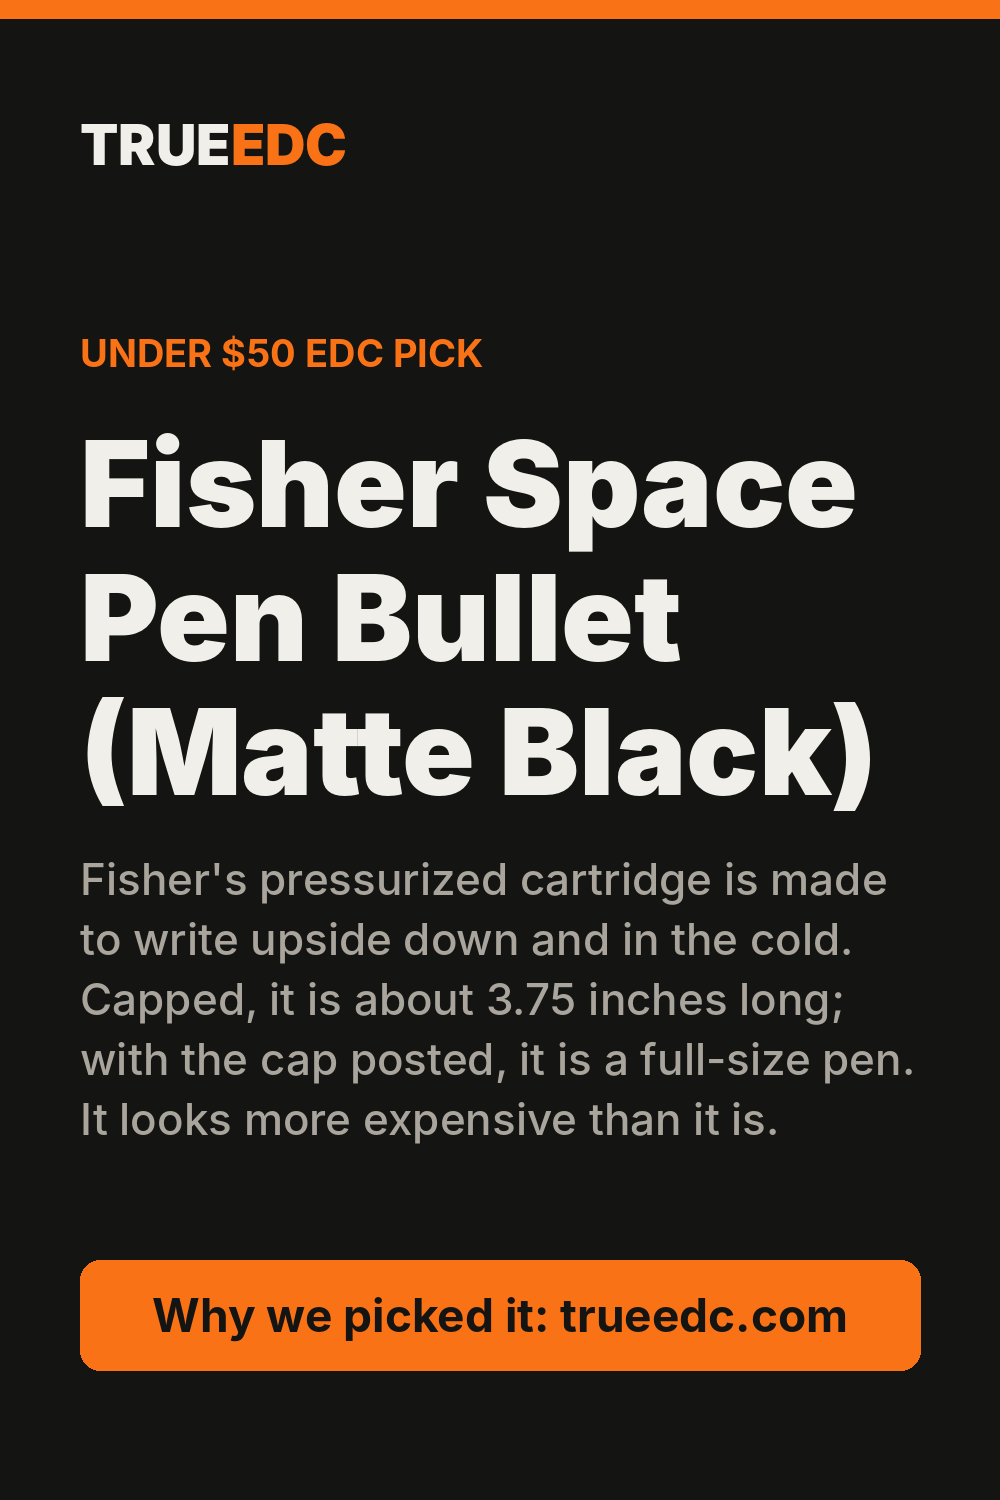 TRUEEDC
UNDER $50 EDC PICK
Fisher Space
Pen Bullet
(Matte Black)
Fisher's pressurized cartridge is made
to write upside down and in the cold.
Capped, it is about 3.75 inches long;
with the cap posted, it is a full-size pen.
It looks more expensive than it is.
Why we picked it: trueedc.com